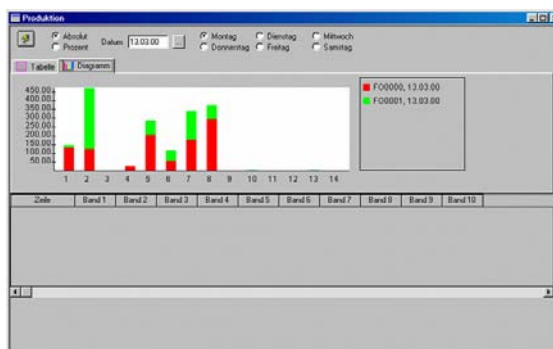 Produktion
Absolut
Prozent
Datum 13.03.00 ...
Montag Dienstag Mittwoch
Donnerstag Freitag Samstag
Tabelle Diagramm
450.00
400.00
350.00
300.00
250.00
200.00
150.00
100.00
50.00
1 2 3 4 5 6 7 8 9 10 11 12 13 14
FO0000, 13.03.00
FO0001, 13.03.00
Zeile Band 1 Band 2 Band 3 Band 4 Band 5 Band 6 Band 7 Band 8 Band 9 Band 10